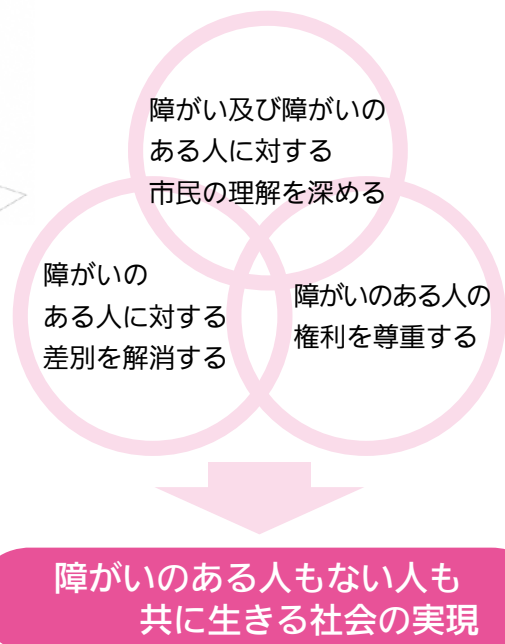 障がい及び障がいの
ある人に対する
市民の理解を深める
障がいの
ある人に対する
差別を解消する
障がいのある人の
権利を尊重する
障がいのある人もない人も
共に生きる社会の実現